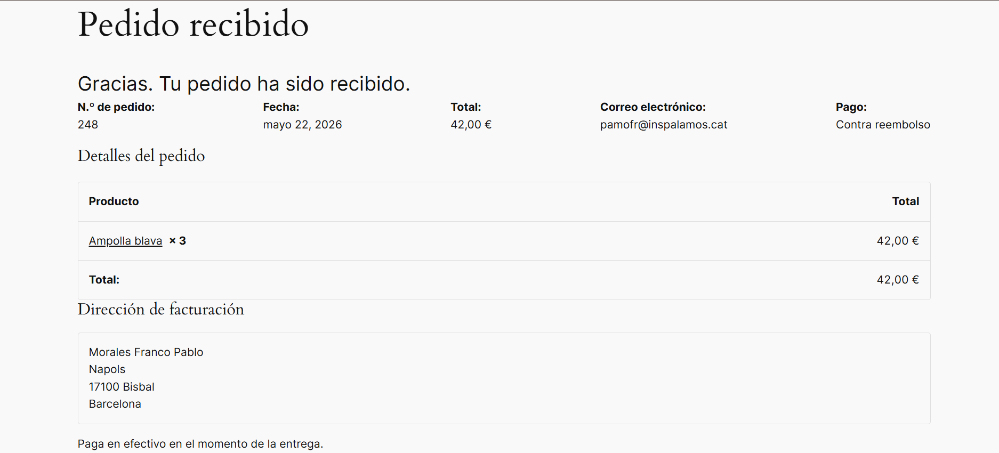 Pedido recibido
Gracias. Tu pedido ha sido recibido.
N.º de pedido: Fecha: Total: Correo electrónico: Pago:
248 mayo 22, 2026 42,00 € pamofr@inspalamos.cat Contra reembolso
Detalles del pedido
Producto Total
Ampolla blava × 3 42,00 €
Total: 42,00 €
Dirección de facturación
Morales Franco Pablo
Napols
17100 Bisbal
Barcelona
Paga en efectivo en el momento de la entrega.